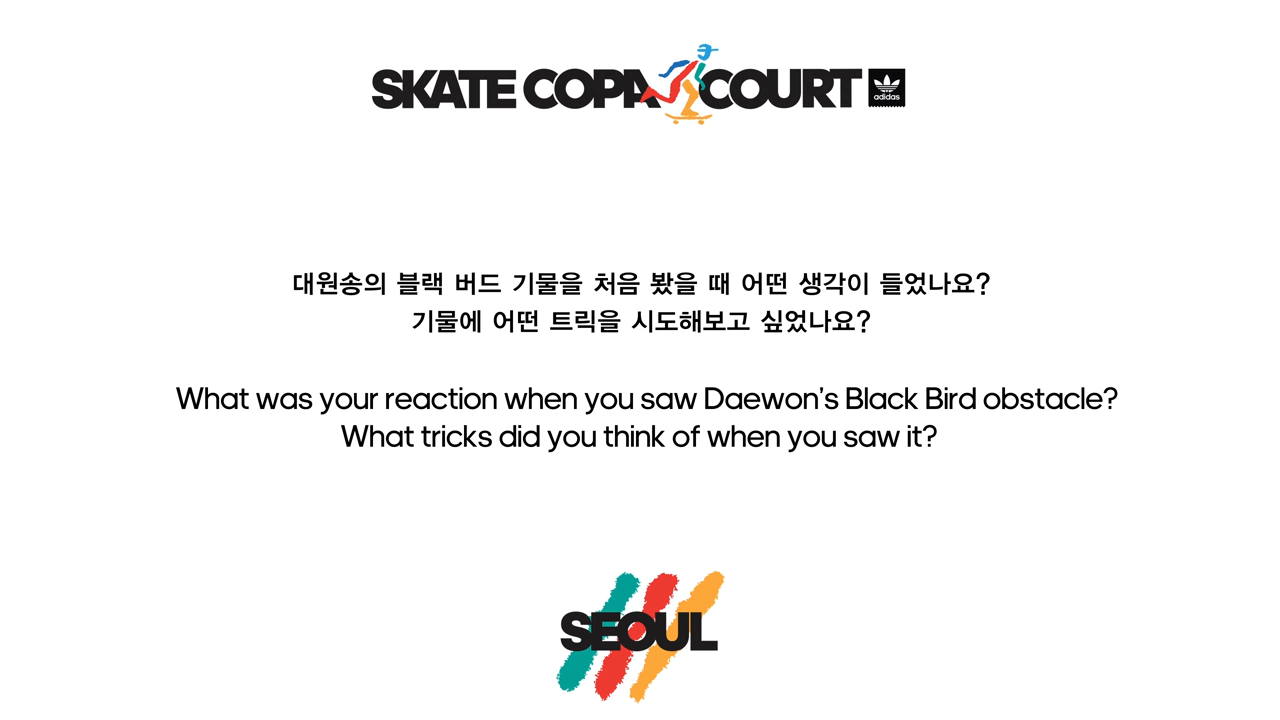 SKATE COPA COURT adidas
대원송의 블랙 버드 기물을 처음 봤을 때 어떤 생각이 들었나요?
기물에 어떤 트릭을 시도해보고 싶었나요?
What was your reaction when you saw Daewon's Black Bird obstacle?
What tricks did you think of when you saw it?
SEOUL